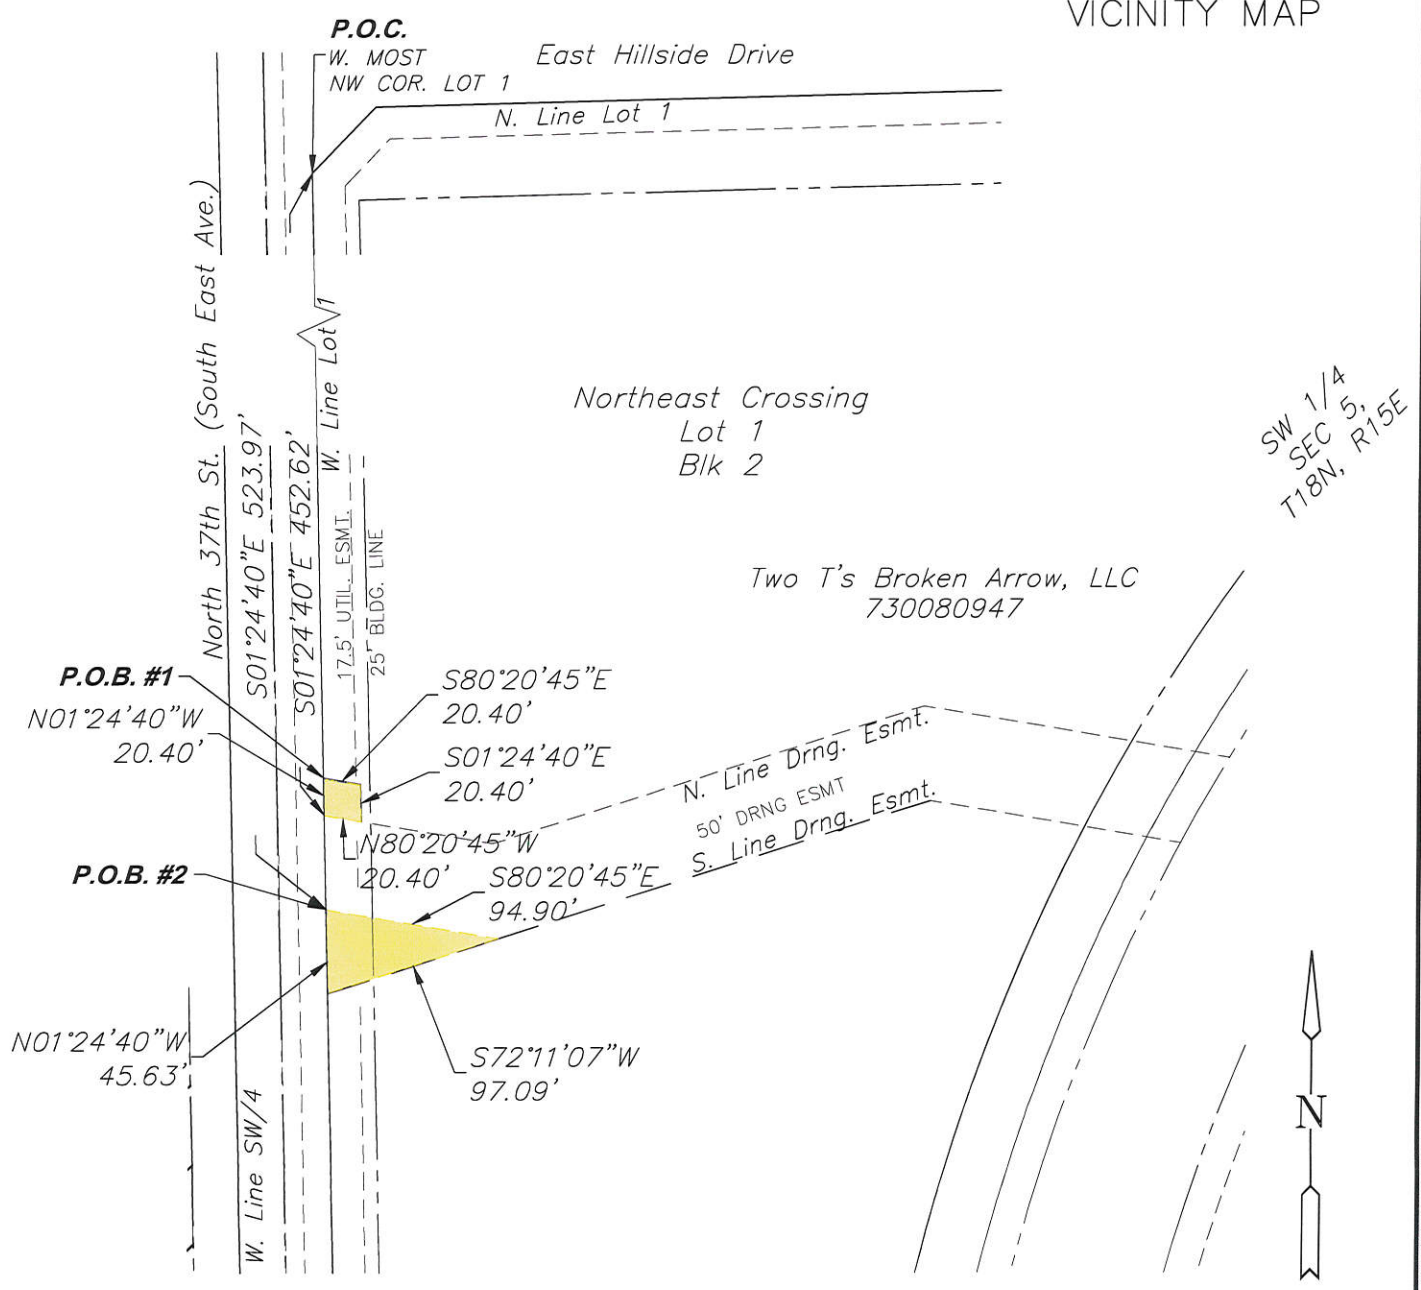 VICINITY MAP
P.O.C.
W. MOST
NW COR. LOT 1
East Hillside Drive
N. Line Lot 1
North 37th St. (South East Ave.)
S01°24'40"E 523.97'
S01°24'40"E 452.62'
W. Line Lot 1
17.5' UTIL. ESMT.
25' BLDG. LINE
Northeast Crossing
Lot 1
Blk 2
SW 1/4
SEC 5,
T18N, R15E
Two T's Broken Arrow, LLC
730080947
P.O.B. #1
N01°24'40"W
20.40'
S80°20'45"E
20.40'
S01°24'40"E
20.40'
N. Line Drng. Esmt.
50' DRNG ESMT
S. Line Drng. Esmt.
N80°20'45"W
20.40'
P.O.B. #2
S80°20'45"E
94.90'
N01°24'40"W
45.63'
S72°11'07"W
97.09'
W. Line SW/4
N